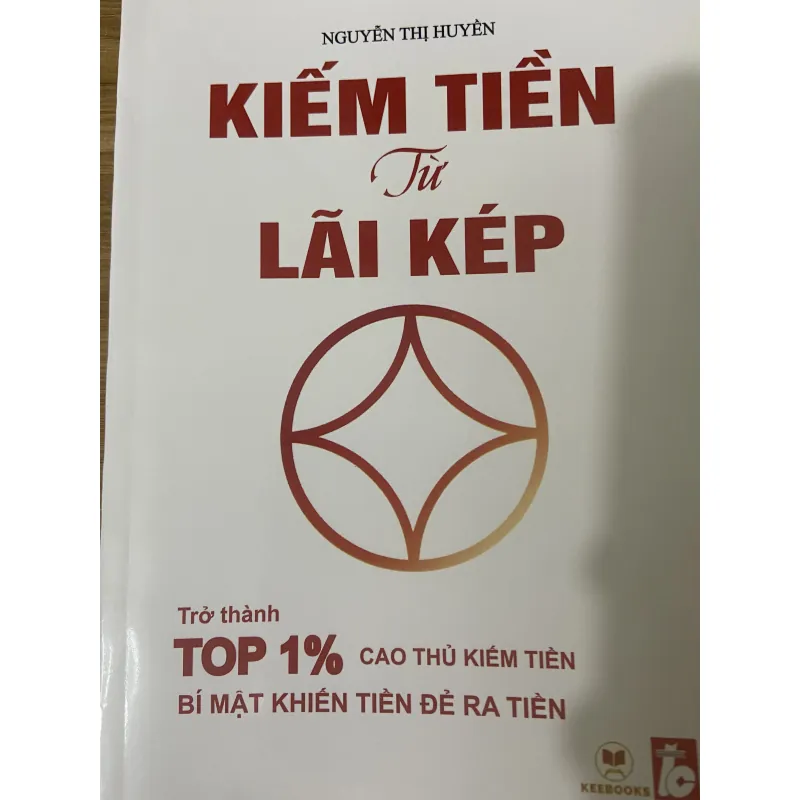 NGUYỄN THỊ HUYỀN
KIẾM TIỀN
Từ
LÃI KÉP
Trở thành
TOP 1% CAO THỦ KIẾM TIỀN
BÍ MẬT KHIẾN TIỀN ĐẺ RA TIỀN
KEEBOOKS